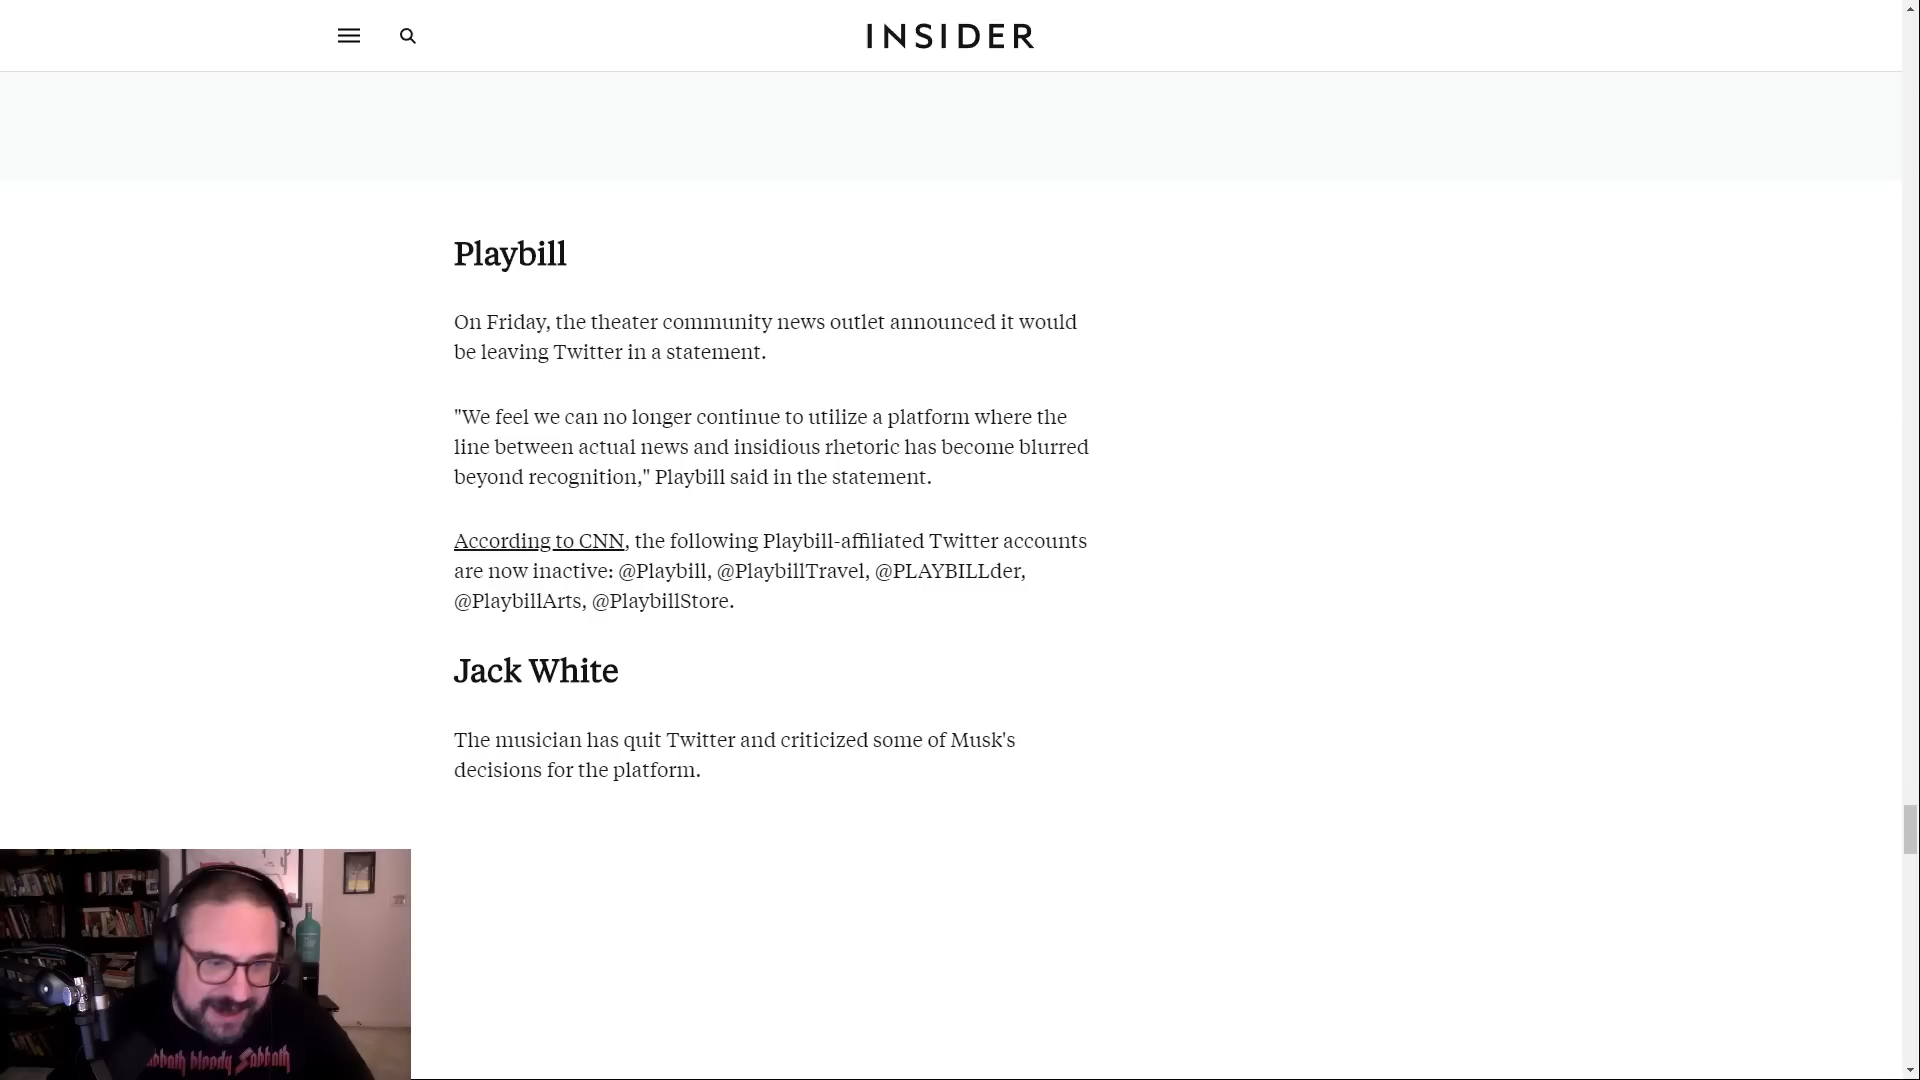 INSIDER
Playbill
On Friday, the theater community news outlet announced it would
be leaving Twitter in a statement.
"We feel we can no longer continue to utilize a platform where the
line between actual news and insidious rhetoric has become blurred
beyond recognition," Playbill said in the statement.
According to CNN, the following Playbill-affiliated Twitter accounts
are now inactive: @Playbill, @PlaybillTravel, @PLAYBILLder,
@PlaybillArts, @PlaybillStore.
Jack White
The musician has quit Twitter and criticized some of Musk's
decisions for the platform.
bloody Sabbath